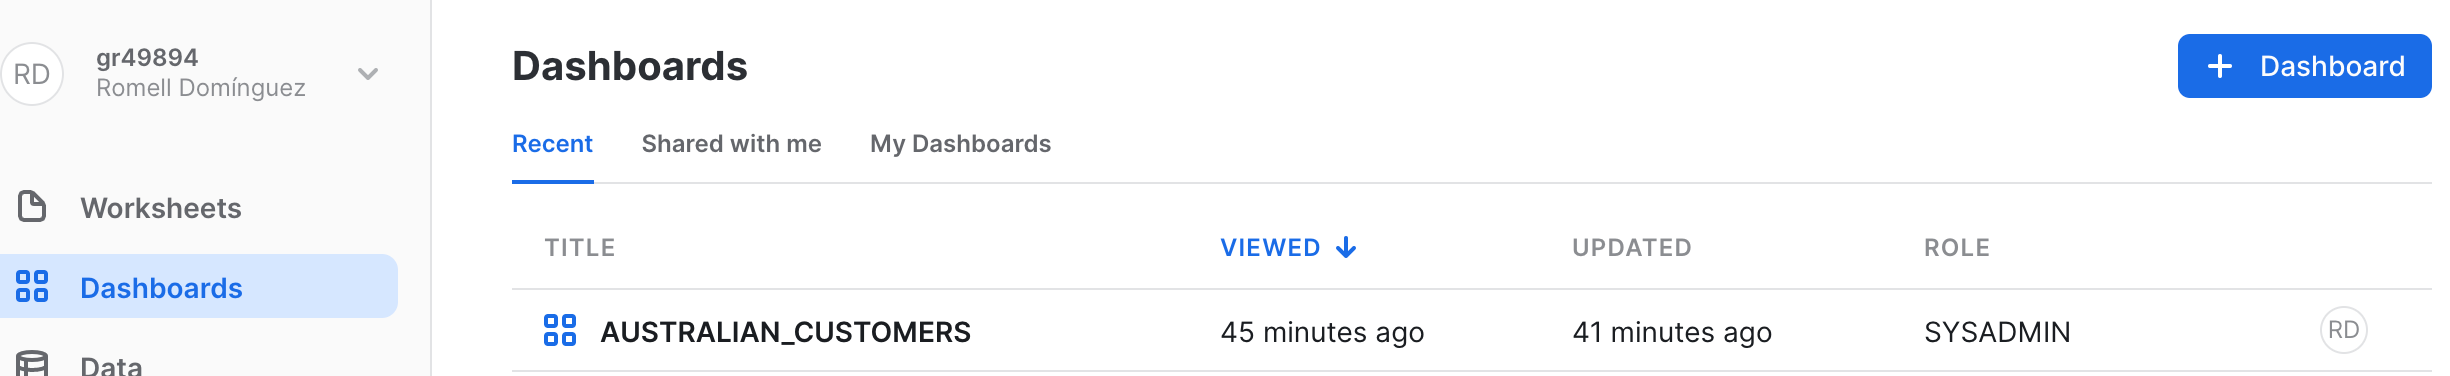 RD
gr49894
Romell Domínguez
Worksheets
Dashboards
Data
Dashboards
+ Dashboard
Recent Shared with me My Dashboards
TITLE VIEWED ↓ UPDATED ROLE
AUSTRALIAN_CUSTOMERS 45 minutes ago 41 minutes ago SYSADMIN RD